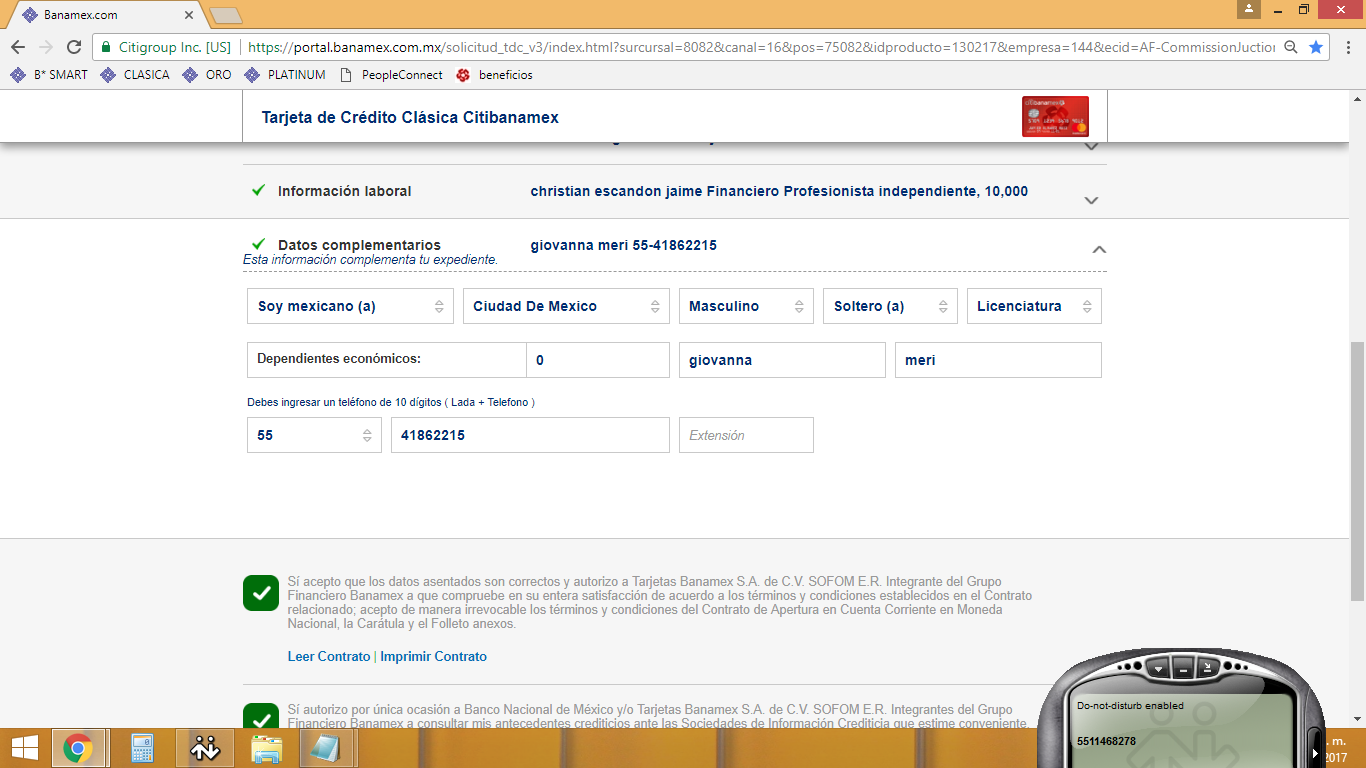 Banamex.com
Citigroup Inc. [US] https://portal.banamex.com.mx/solicitud_tdc_v3/index.html?surcursal=8082&canal=16&pos=75082&idproducto=130217&empresa=144&ecid=AF-CommissionJuctior
B* SMART CLASICA ORO PLATINUM PeopleConnect beneficios
Tarjeta de Crédito Clásica Citibanamex
Información laboral christian escandon jaime Financiero Profesionista independiente, 10,000
Datos complementarios giovanna meri 55-41862215
Esta información complementa tu expediente.
Soy mexicano (a) Ciudad De Mexico Masculino Soltero (a) Licenciatura
Dependientes económicos: 0 giovanna meri
Debes ingresar un teléfono de 10 dígitos ( Lada + Telefono )
55 41862215 Extensión
Sí acepto que los datos asentados son correctos y autorizo a Tarjetas Banamex S.A. de C.V. SOFOM E.R. Integrante del Grupo
Financiero Banamex a que compruebe en su entera satisfacción de acuerdo a los términos y condiciones establecidos en el Contrato
relacionado; acepto de manera irrevocable los términos y condiciones del Contrato de Apertura en Cuenta Corriente en Moneda
Nacional, la Carátula y el Folleto anexos.
Leer Contrato | Imprimir Contrato
Sí autorizo por única ocasión a Banco Nacional de México y/o Tarjetas Banamex S.A. de C.V. SOFOM E.R. Integrantes del Grupo
Financiero Banamex a consultar mis antecedentes crediticios ante las Sociedades de Información Crediticia que estime conveniente.
Do-not-disturb enabled
5511468278
. m.
2017